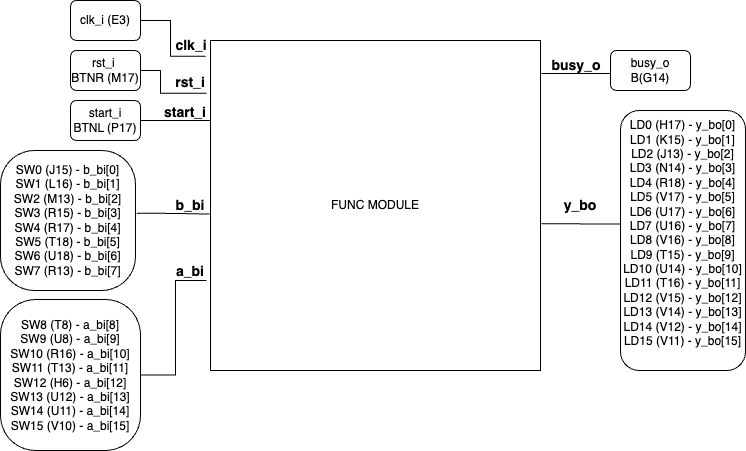 clk_i (E3)
clk_i
rst_i
BTNR (M17)
rst_i
start_i
BTNL (P17)
start_i
SW0 (J15) - b_bi[0]
SW1 (L16) - b_bi[1]
SW2 (M13) - b_bi[2]
SW3 (R15) - b_bi[3]
SW4 (R17) - b_bi[4]
SW5 (T18) - b_bi[5]
SW6 (U18) - b_bi[6]
SW7 (R13) - b_bi[7]
b_bi
a_bi
SW8 (T8) - a_bi[8]
SW9 (U8) - a_bi[9]
SW10 (R16) - a_bi[10]
SW11 (T13) - a_bi[11]
SW12 (H6) - a_bi[12]
SW13 (U12) - a_bi[13]
SW14 (U11) - a_bi[14]
SW15 (V10) - a_bi[15]
FUNC MODULE
busy_o
busy_o
B(G14)
y_bo
LD0 (H17) - y_bo[0]
LD1 (K15) - y_bo[1]
LD2 (J13) - y_bo[2]
LD3 (N14) - y_bo[3]
LD4 (R18) - y_bo[4]
LD5 (V17) - y_bo[5]
LD6 (U17) - y_bo[6]
LD7 (U16) - y_bo[7]
LD8 (V16) - y_bo[8]
LD9 (T15) - y_bo[9]
LD10 (U14) - y_bo[10]
LD11 (T16) - y_bo[11]
LD12 (V15) - y_bo[12]
LD13 (V14) - y_bo[13]
LD14 (V12) - y_bo[14]
LD15 (V11) - y_bo[15]